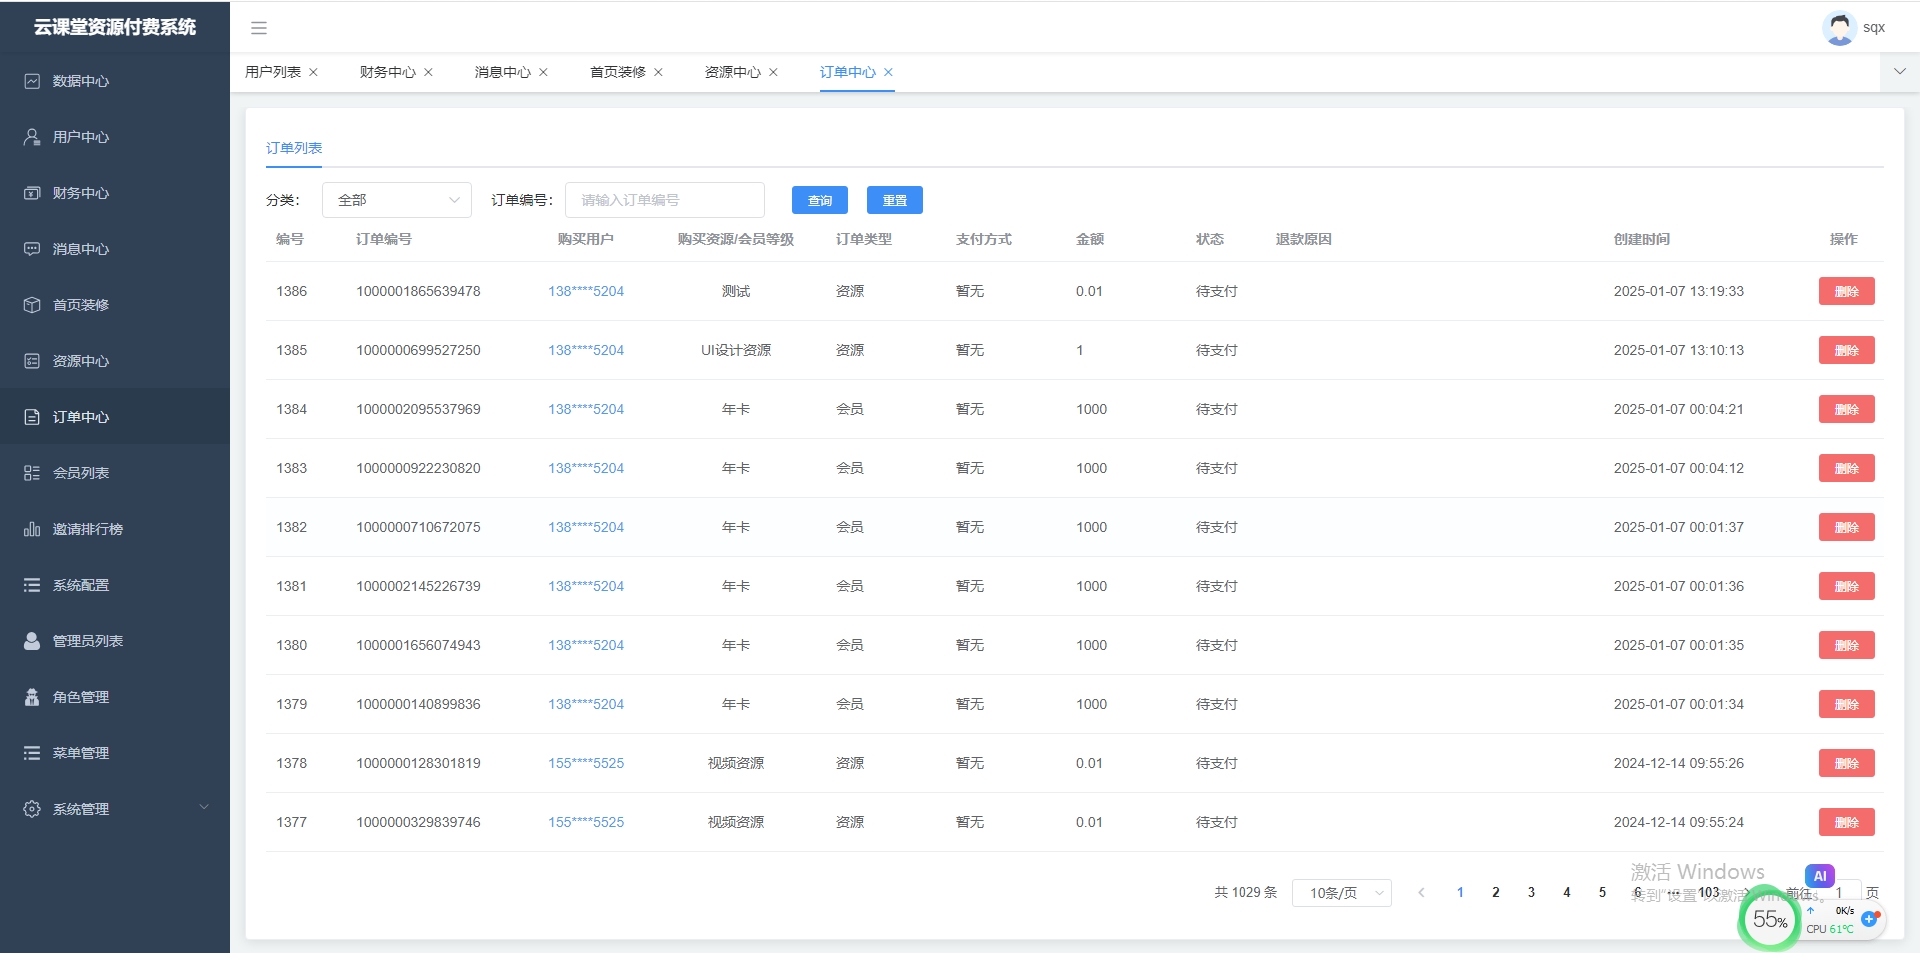 云课堂资源付费系统
sqx
用户列表 × 财务中心 × 消息中心 × 首页装修 × 资源中心 × 订单中心 ×
数据中心
用户中心
财务中心
消息中心
首页装修
资源中心
订单中心
会员列表
邀请排行榜
系统配置
管理员列表
角色管理
菜单管理
系统管理
订单列表
分类： 全部 订单编号： 请输入订单编号 查询 重置
编号 订单编号 购买用户 购买资源/会员等级 订单类型 支付方式 金额 状态 退款原因 创建时间 操作
1386 1000001865639478 138****5204 测试 资源 暂无 0.01 待支付 2025-01-07 13:19:33 删除
1385 1000000699527250 138****5204 UI设计资源 资源 暂无 1 待支付 2025-01-07 13:10:13 删除
1384 1000002095537969 138****5204 年卡 会员 暂无 1000 待支付 2025-01-07 00:04:21 删除
1383 1000000922230820 138****5204 年卡 会员 暂无 1000 待支付 2025-01-07 00:04:12 删除
1382 1000000710672075 138****5204 年卡 会员 暂无 1000 待支付 2025-01-07 00:01:37 删除
1381 1000002145226739 138****5204 年卡 会员 暂无 1000 待支付 2025-01-07 00:01:36 删除
1380 1000001656074943 138****5204 年卡 会员 暂无 1000 待支付 2025-01-07 00:01:35 删除
1379 1000000140899836 138****5204 年卡 会员 暂无 1000 待支付 2025-01-07 00:01:34 删除
1378 1000000128301819 155****5525 视频资源 资源 暂无 0.01 待支付 2024-12-14 09:55:26 删除
1377 1000000329839746 155****5525 视频资源 资源 暂无 0.01 待支付 2024-12-14 09:55:24 删除
共 1029 条 10条/页 1 2 3 4 5 6 ... 103 前往 1 页
激活 Windows
转到"设置"以激活 Windows。
AI
55%
0K/s
CPU 61°C